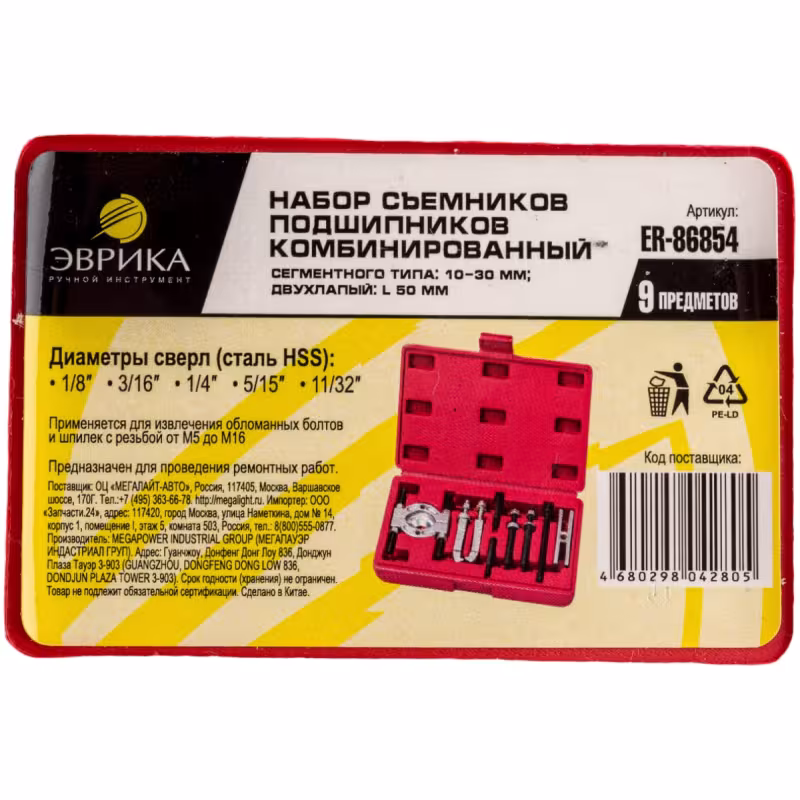 ЭВРИКА
РУЧНОЙ ИНСТРУМЕНТ
НАБОР СЪЕМНИКОВ
ПОДШИПНИКОВ
КОМБИНИРОВАННЫЙ
СЕГМЕНТНОГО ТИПА: 10-30 ММ;
ДВУХЛАПЫЙ: L 50 ММ
Артикул:
ER-86854
9 ПРЕДМЕТОВ
Диаметры сверл (сталь HSS):
• 1/8" • 3/16" • 1/4" • 5/15" • 11/32"
Применяется для извлечения обломанных болтов
и шпилек с резьбой от М5 до М16
Предназначен для проведения ремонтных работ.
Поставщик: ОЦ «МЕГАЛАЙТ-АВТО», Россия, 117405, Москва, Варшавское
шоссе, 170Г. Тел.:+7 (495) 363-66-78. http://megalight.ru. Импортер: ООО
«Запчасти.24», адрес: 117420, город Москва, улица Наметкина, дом № 14,
корпус 1, помещение I, этаж 5, комната 503, Россия, тел.: 8(800)555-0877.
Производитель: MEGAPOWER INDUSTRIAL GROUP (МЕГАПАУЭР
ИНДАСТРИАЛ ГРУП). Адрес: Гуанчжоу, Донфенг Донг Лоу 836, Донджун
Плаза Тауэр 3-903 (GUANGZHOU, DONGFENG DONG LOW 836,
DONDJUN PLAZA TOWER 3-903). Срок годности (хранения) не ограничен.
Товар не подлежит обязательной сертификации. Сделано в Китае.
04
PE-LD
Код поставщика:
4 680298 042805